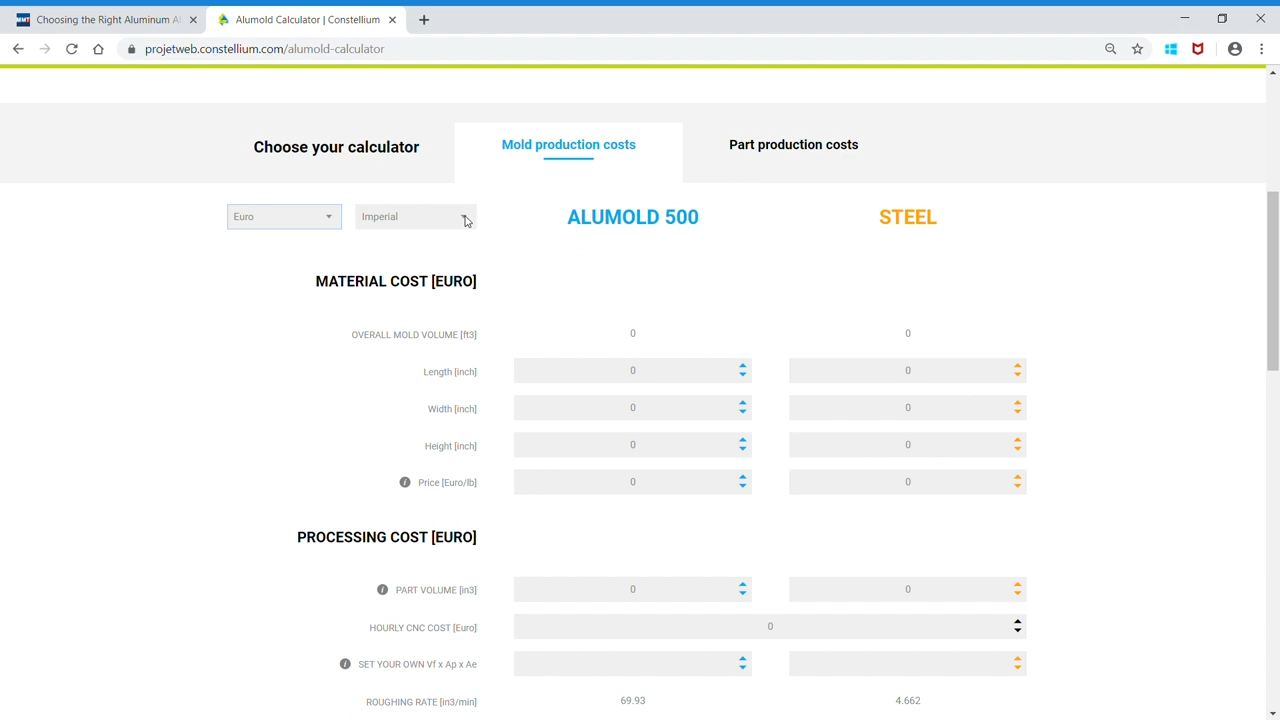 MMT Choosing the Right Aluminum Al
Alumold Calculator | Constellium
projetweb.constellium.com/alumold-calculator
Choose your calculator
Mold production costs
Part production costs
Euro
Imperial
ALUMOLD 500
STEEL
MATERIAL COST [EURO]
OVERALL MOLD VOLUME [ft3] 0 0
Length [inch] 0 0
Width [inch] 0 0
Height [inch] 0 0
i Price [Euro/lb] 0 0
PROCESSING COST [EURO]
i PART VOLUME [in3] 0 0
HOURLY CNC COST [Euro] 0
i SET YOUR OWN Vf x Ap x Ae
ROUGHING RATE [in3/min] 69.93 4.662